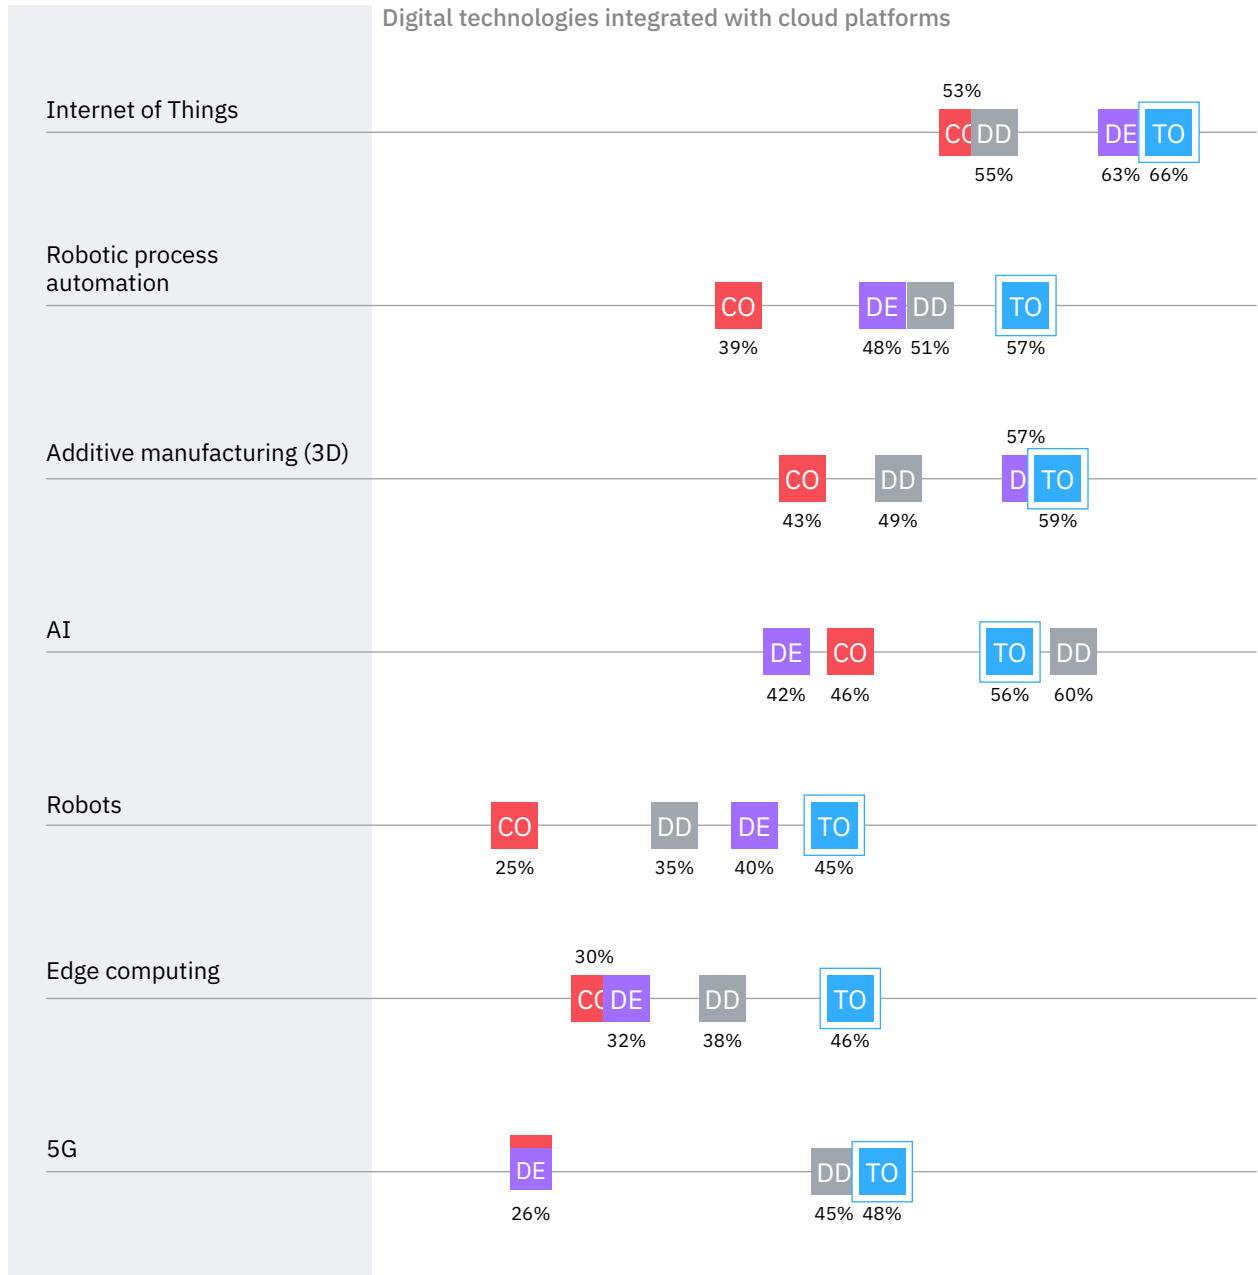 Digital technologies integrated with cloud platforms
Internet of Things
53%
CO DD DE TO
55% 63% 66%
Robotic process
automation
CO DE DD TO
39% 48% 51% 57%
Additive manufacturing (3D)
57%
CO DD D TO
43% 49% 59%
AI
DE CO TO DD
42% 46% 56% 60%
Robots
CO DD DE TO
25% 35% 40% 45%
Edge computing
30%
CO DE DD TO
32% 38% 46%
5G
DE DD TO
26% 45% 48%